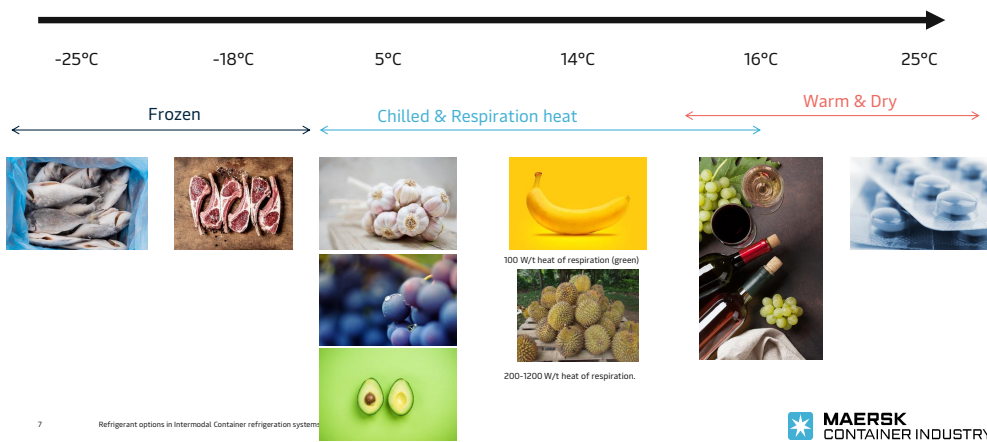 -25°C
-18°C
5°C
14°C
16°C
25°C
Frozen
Chilled & Respiration heat
Warm & Dry
100 W/t heat of respiration (green)
200-1200 W/t heat of respiration.
7
Refrigerant options in Intermodal Container refrigeration systems
MAERSK
CONTAINER INDUSTRY